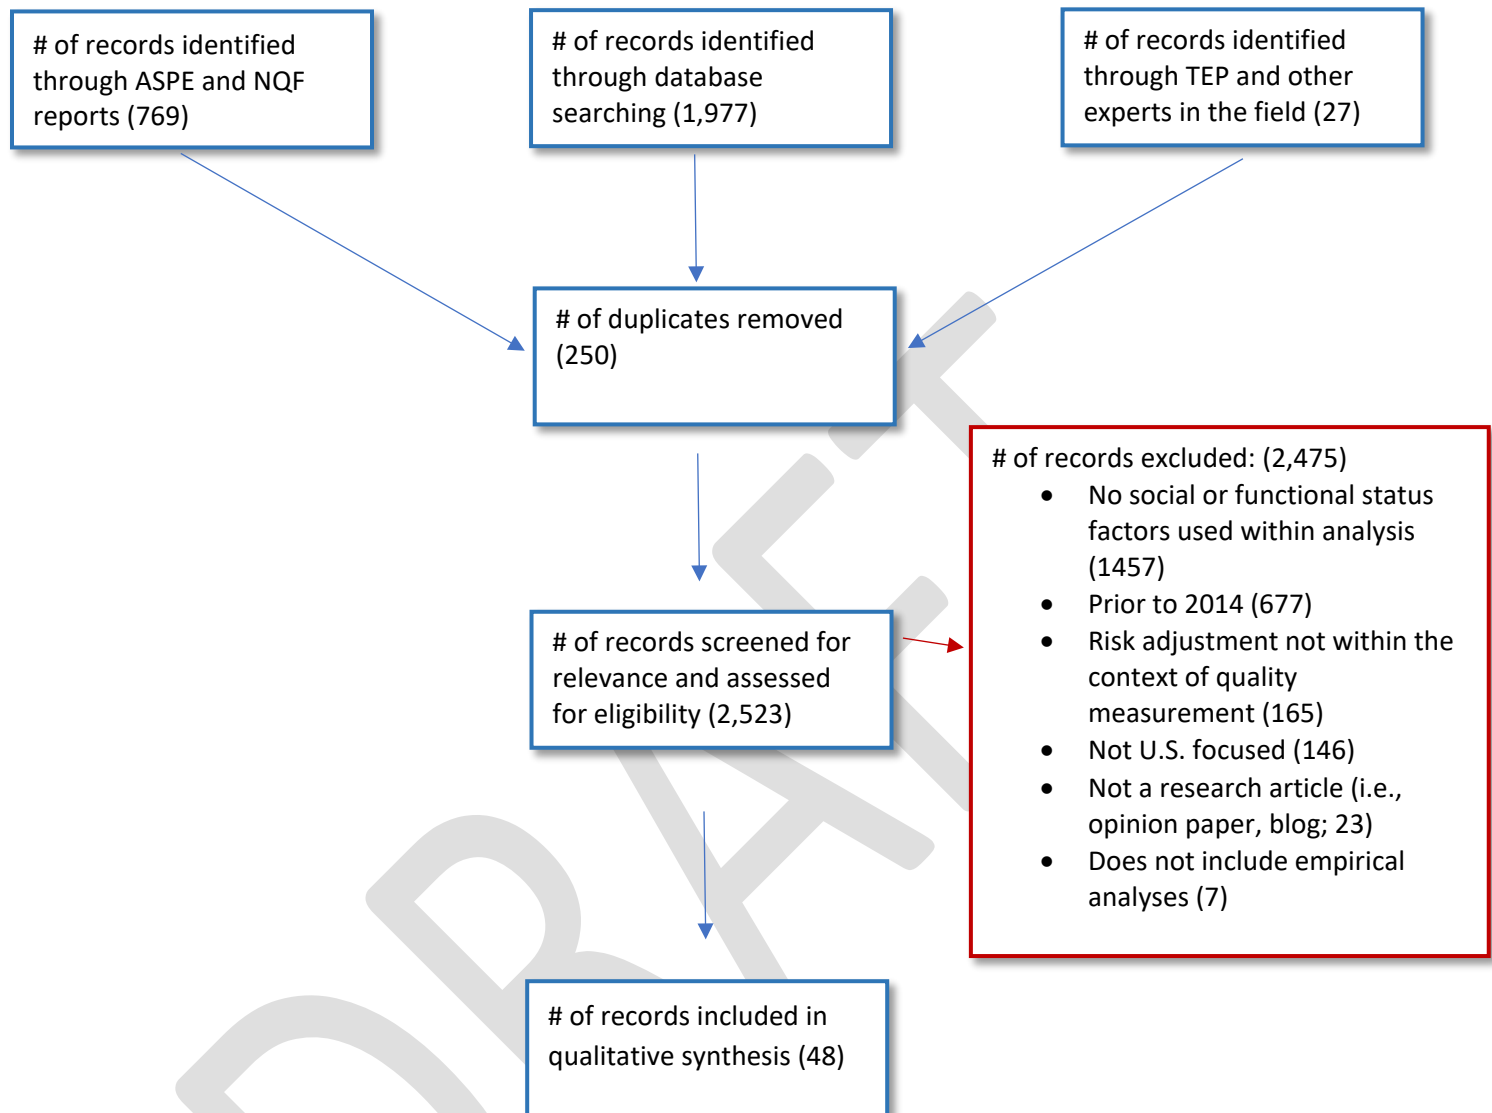 # of records identified
through ASPE and NQF
reports (769)
# of records identified
through database
searching (1,977)
# of records identified
through TEP and other
experts in the field (27)
# of duplicates removed
(250)
# of records screened for
relevance and assessed
for eligibility (2,523)
# of records excluded: (2,475)
• No social or functional status
factors used within analysis
(1457)
• Prior to 2014 (677)
• Risk adjustment not within the
context of quality
measurement (165)
• Not U.S. focused (146)
• Not a research article (i.e.,
opinion paper, blog; 23)
• Does not include empirical
analyses (7)
# of records included in
qualitative synthesis (48)
DRAFT